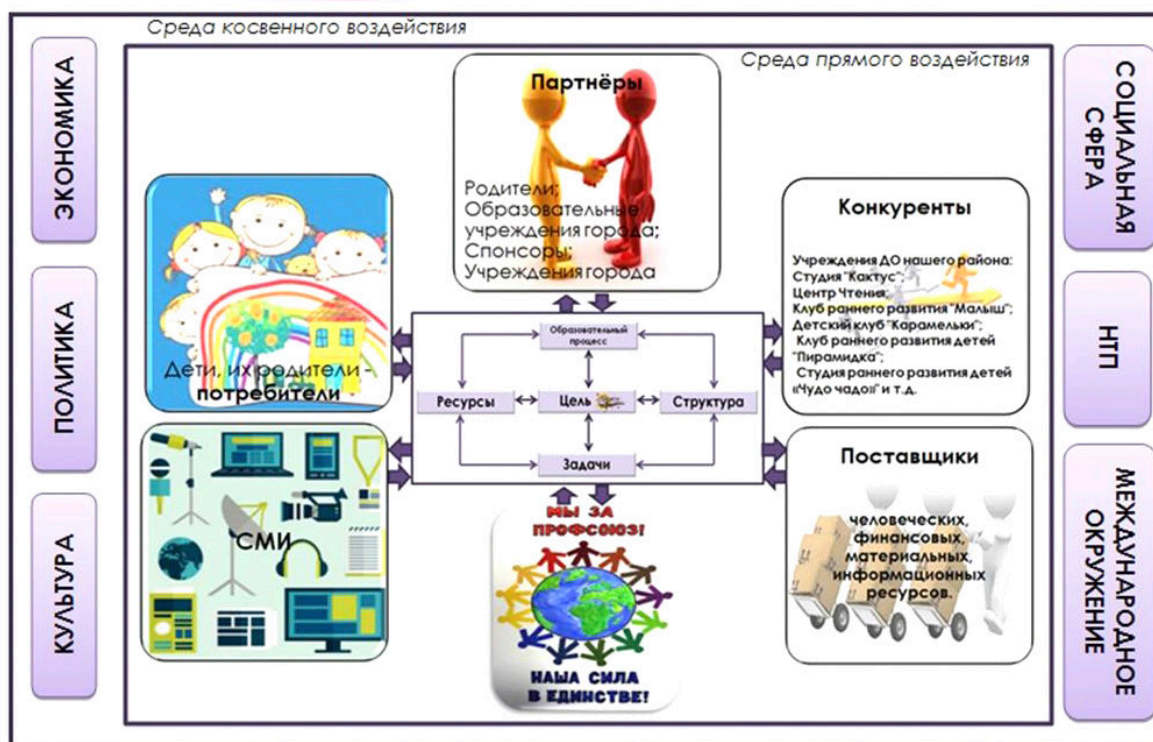 Среда косвенного воздействия
Среда прямого воздействия
ЭКОНОМИКА
ПОЛИТИКА
КУЛЬТУРА
Партнёры
Родители;
Образовательные
учреждения города;
Спонсоры;
Учреждения города
Дети, их родители -
потребители
СМИ
Образовательный
процесс
Ресурсы
Цель
Структура
Задачи
МЫ ЗА
ПРОФСОЮЗ!
НАША СИЛА
В ЕДИНСТВЕ!
Конкуренты
Учреждения ДО нашего района:
Студия "Кактус";
Центр Чтения;
Клуб раннего развития "Малыш";
Детский клуб "Карамельки";
Клуб раннего развития детей
"Пирамидка";
Студия раннего развития детей
«Чудо чадо»" и т.д.
Поставщики
человеческих,
финансовых,
материальных,
информационных
ресурсов.
СОЦИАЛЬНАЯ
СФЕРА
НТП
МЕЖДУНАРОДНОЕ
ОКРУЖЕНИЕ